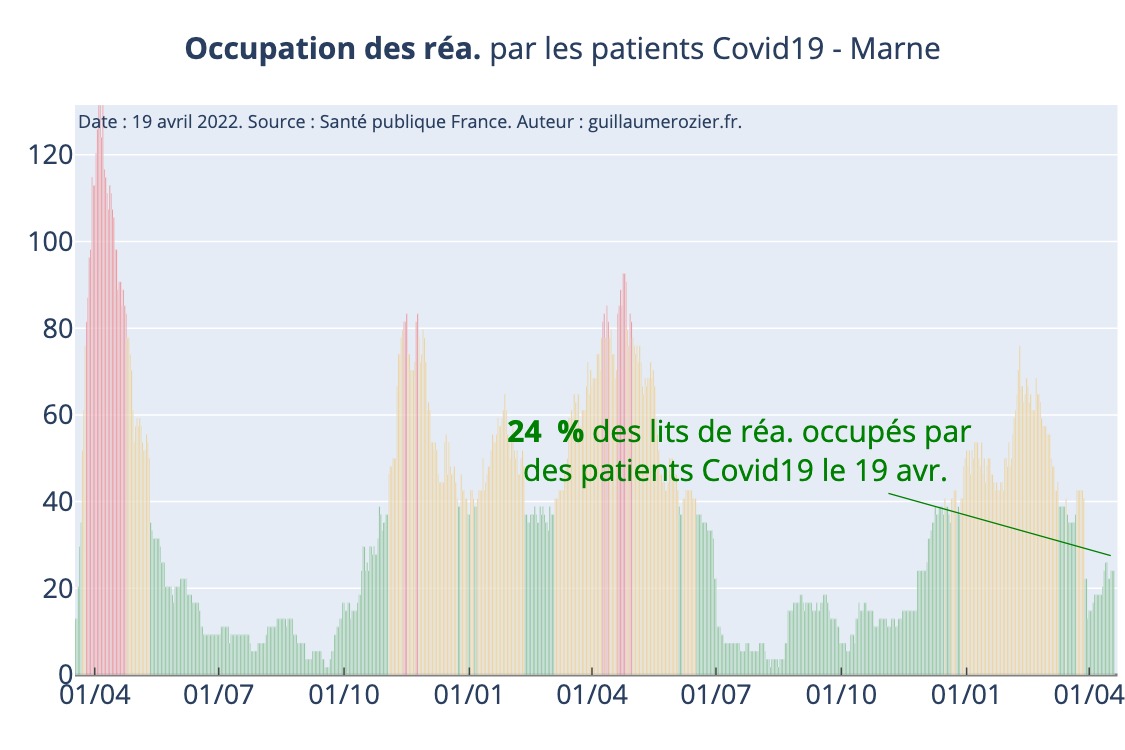 Occupation des réa. par les patients Covid19 - Marne
Date : 19 avril 2022. Source : Santé publique France. Auteur : guillaumerozier.fr.
120
100
80
60
40
20
0
24 % des lits de réa. occupés par
des patients Covid19 le 19 avr.
01/04 01/07 01/10 01/01 01/04 01/07 01/10 01/01 01/04